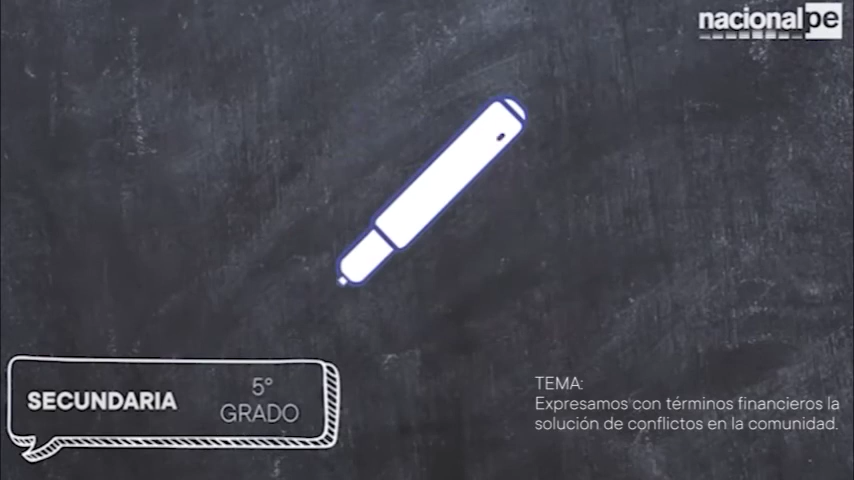 nacionalpe
SECUNDARIA
5°
GRADO
TEMA:
Expresamos con términos financieros la
solución de conflictos en la comunidad.